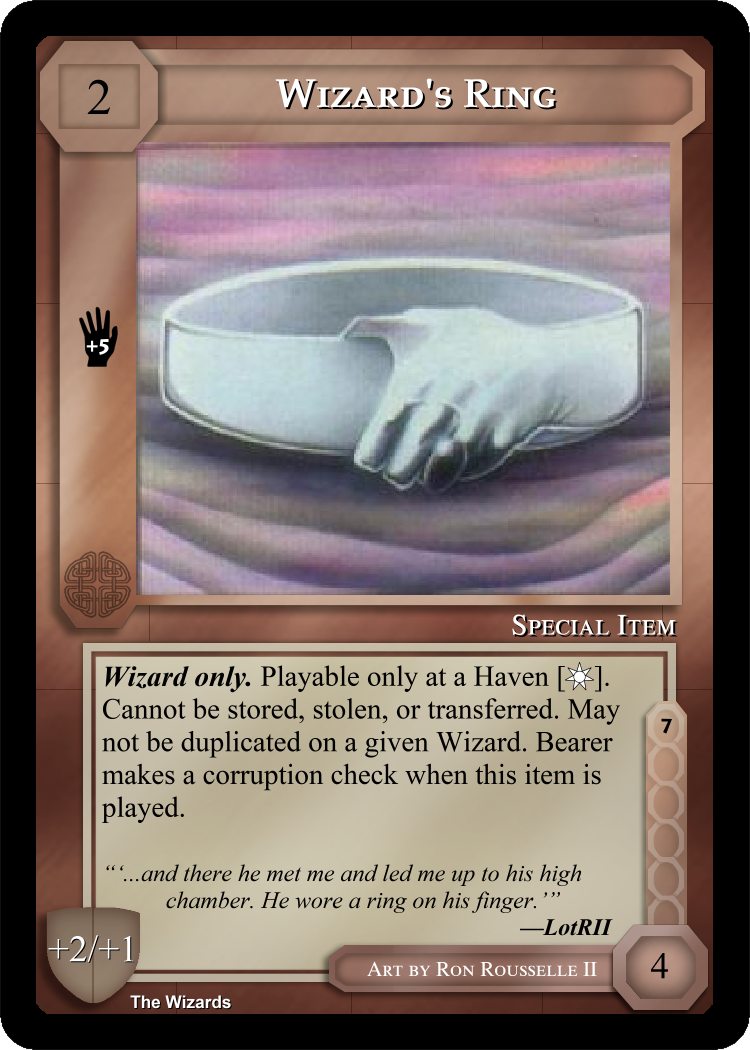 2
WIZARD'S RING
+5
SPECIAL ITEM
Wizard only. Playable only at a Haven [☼].
Cannot be stored, stolen, or transferred. May
not be duplicated on a given Wizard. Bearer
makes a corruption check when this item is
played.
7
“‘...and there he met me and led me up to his high
chamber. He wore a ring on his finger.’”
—LotRII
+2/+1
ART BY RON ROUSSELLE II
4
The Wizards